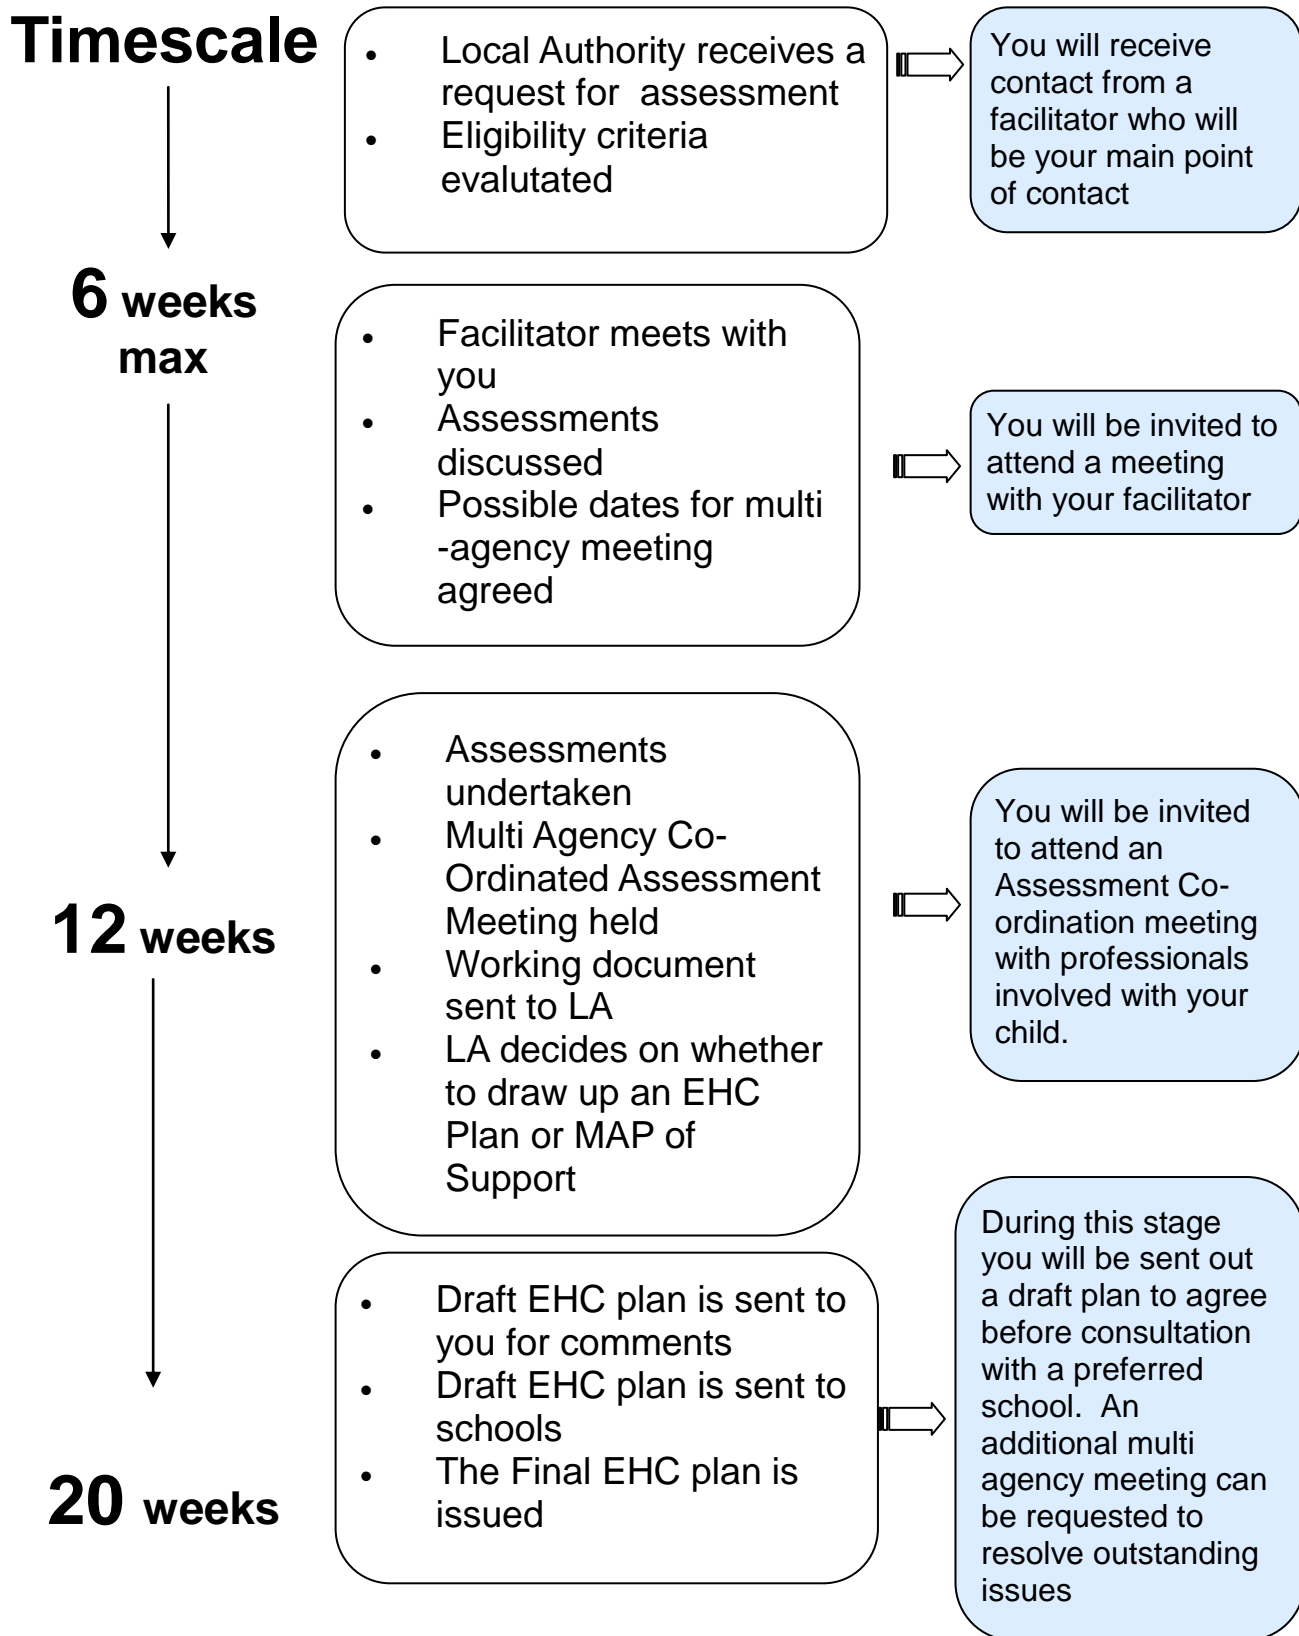 Timescale
• Local Authority receives a
request for  assessment
• Eligibility criteria
evalutated
You will receive
contact from a
facilitator who will
be your main point
of contact
6 weeks
max
• Facilitator meets with
you
• Assessments
discussed
• Possible dates for multi
-agency meeting
agreed
You will be invited to
attend a meeting
with your facilitator
12 weeks
• Assessments
undertaken
• Multi Agency Co-
Ordinated Assessment
Meeting held
• Working document
sent to LA
• LA decides on whether
to draw up an EHC
Plan or MAP of
Support
You will be invited
to attend an
Assessment Co-
ordination meeting
with professionals
involved with your
child.
20 weeks
• Draft EHC plan is sent to
you for comments
• Draft EHC plan is sent to
schools
• The Final EHC plan is
issued
During this stage
you will be sent out
a draft plan to agree
before consultation
with a preferred
school.  An
additional multi
agency meeting can
be requested to
resolve outstanding
issues